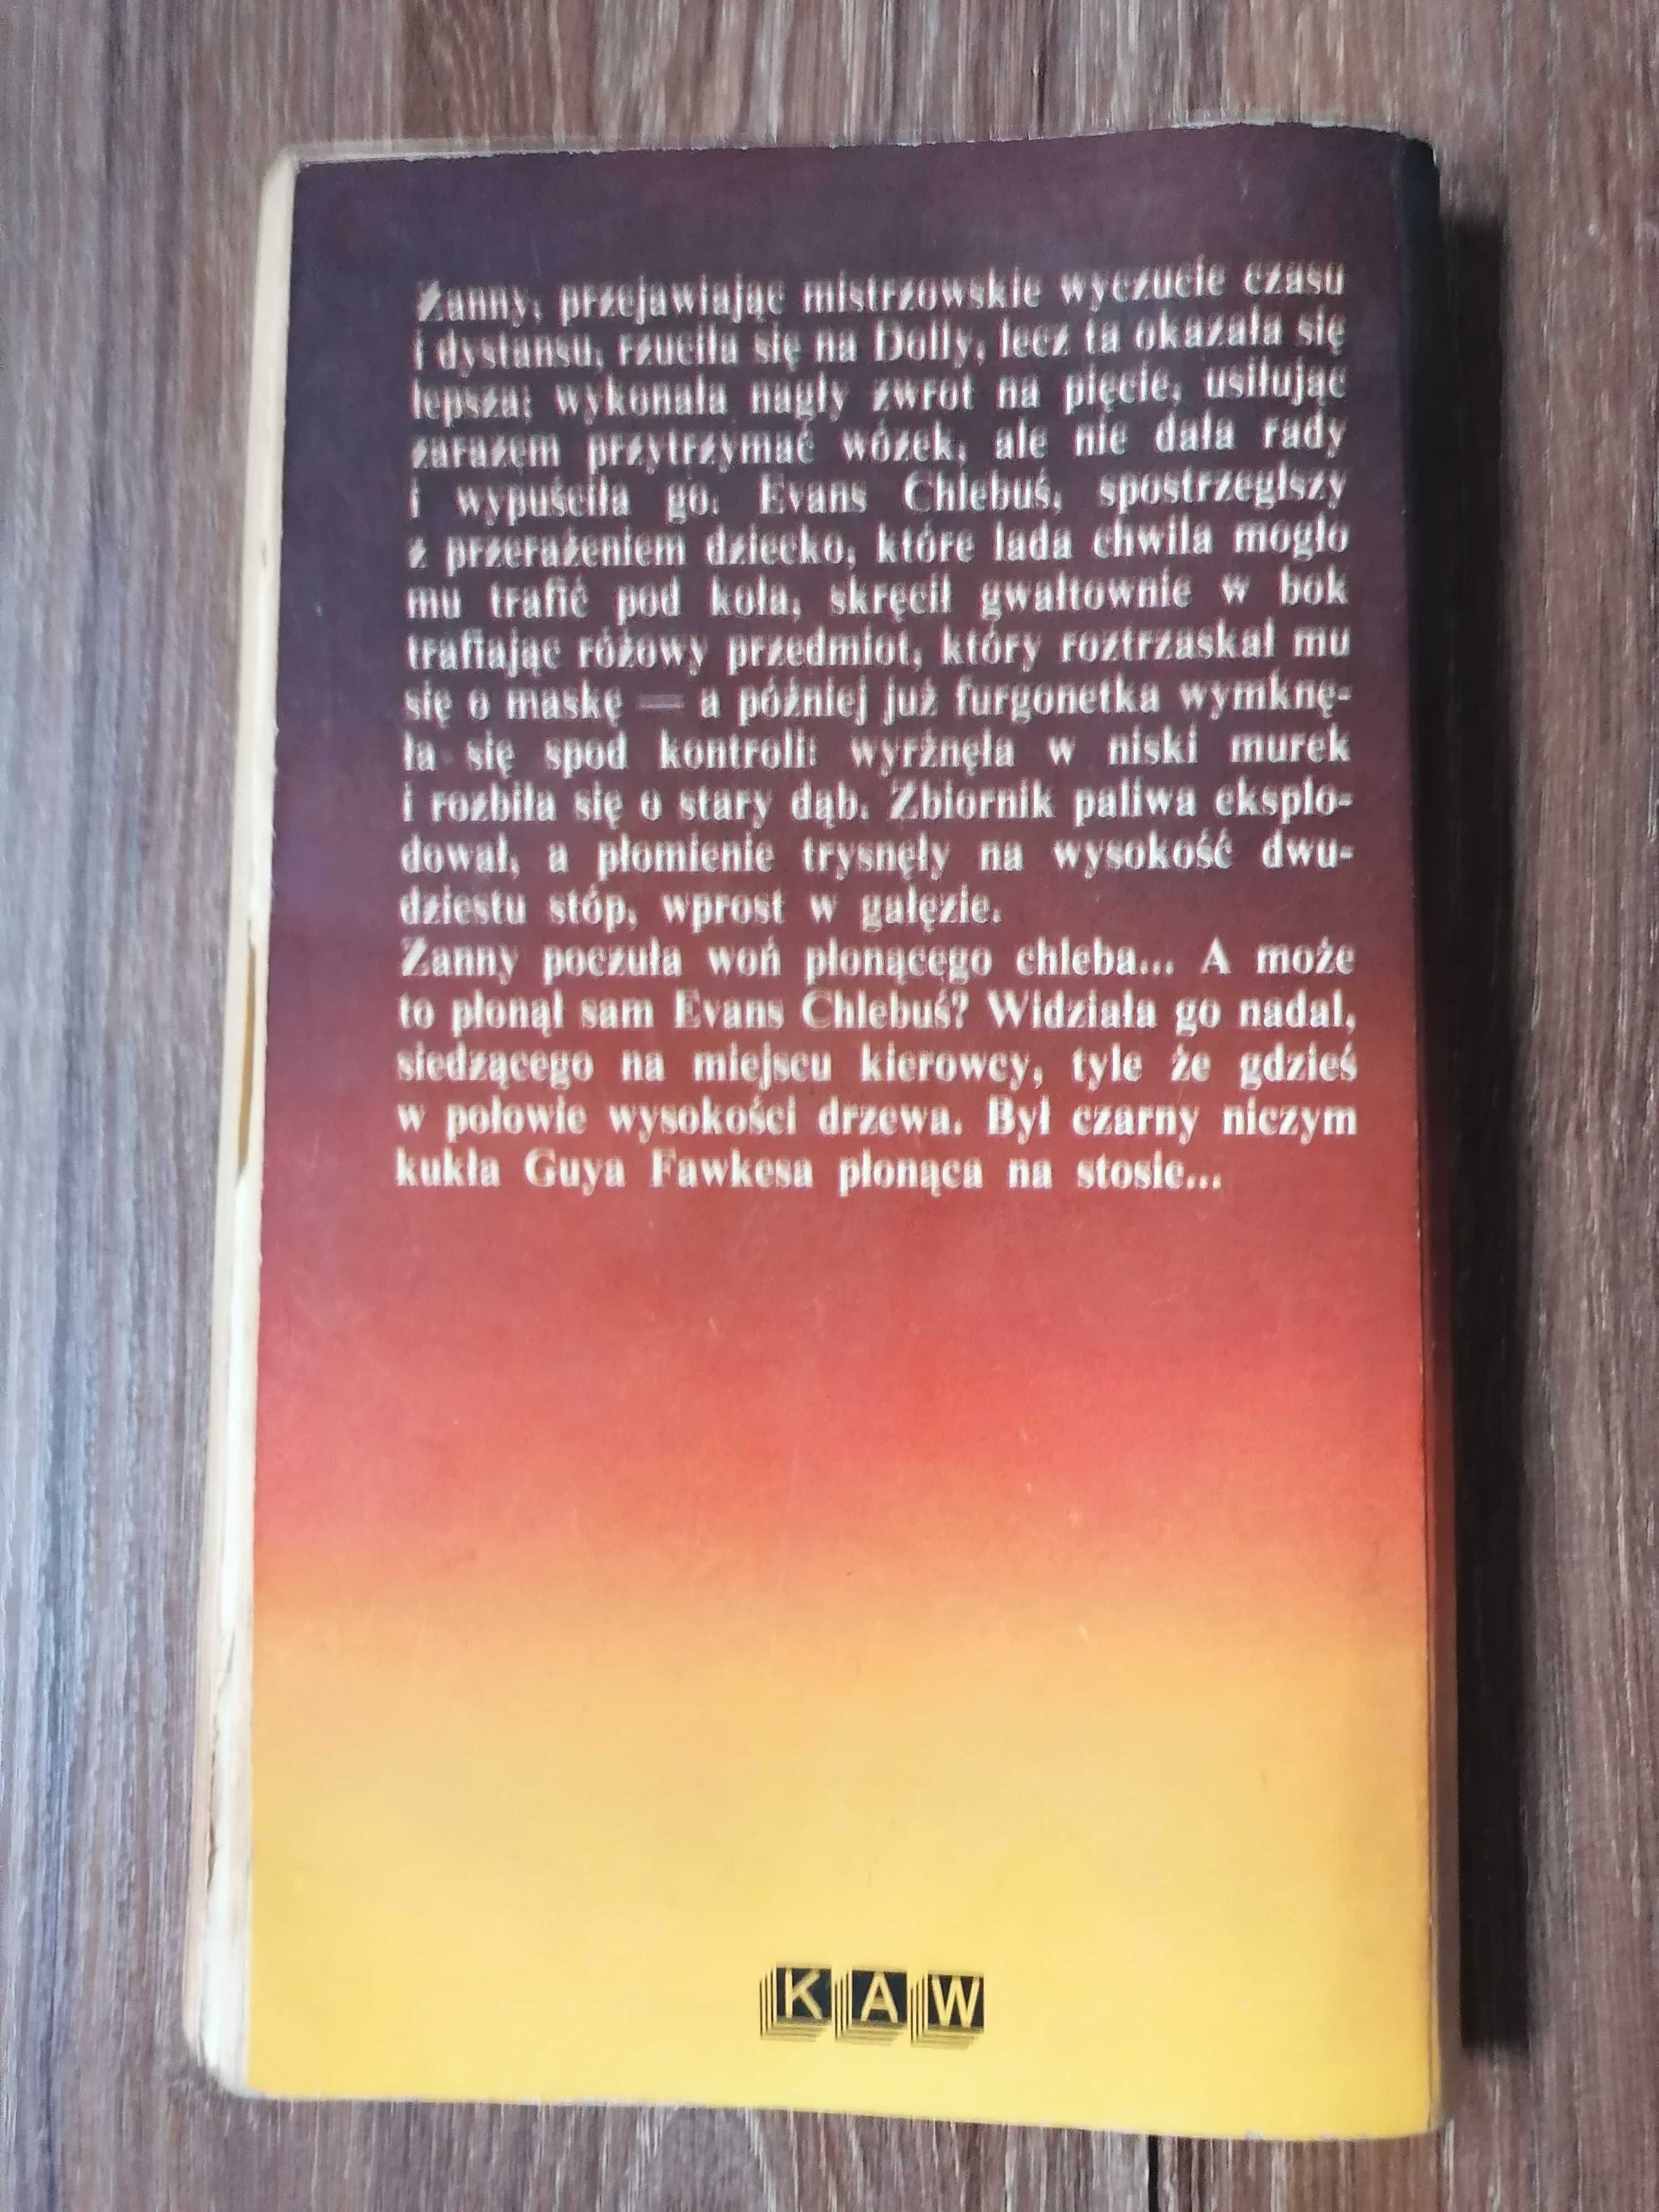 Zanny, przejawiając mistrzowskie wyczucie czasu
i dystansu, rzuciła się na Dolly, lecz ta okazała się
lepsza; wykonała nagły zwrot na pięcie, usiłując
zarazem przytrzymać wózek, ale nie dała rady
i wypuściła go. Evans Chlebuś, spostrzegłszy
z przerażeniem dziecko, które lada chwila mogło
mu trafić pod koła, skręcił gwałtownie w bok
trafiając różowy przedmiot, który roztrzaskał mu
się o maskę — a później już furgonetka wymknę-
ła się spod kontroli: wyrżnęła w niski murek
i rozbiła się o stary dąb. Zbiornik paliwa eksplo-
dował, a płomienie trysnęły na wysokość dwu-
dziestu stóp, wprost w gałęzie.
Zanny poczuła woń płonącego chleba... A może
to płonął sam Evans Chlebuś? Widziała go nadal,
siedzącego na miejscu kierowcy, tyle że gdzieś
w połowie wysokości drzewa. Był czarny niczym
kukła Guya Fawkesa płonąca na stosie...
KAW